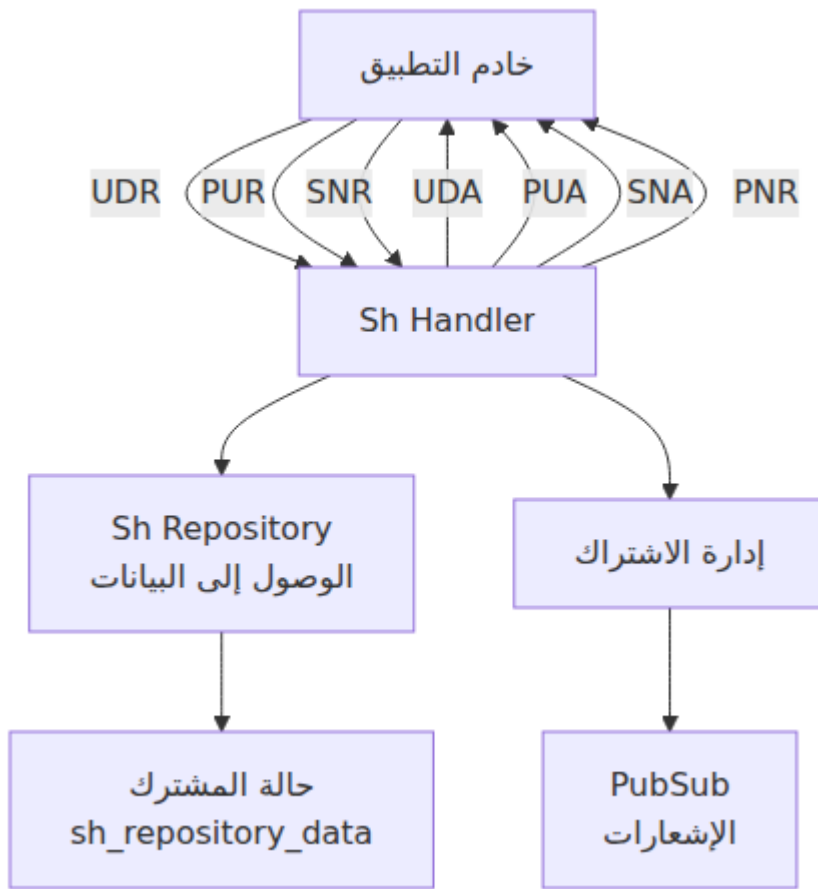 خادم التطبيق
UDR
PUR
SNR
UDA
PUA
SNA
PNR
Sh Handler
Sh Repository
الوصول إلى البيانات
إدارة الاشتراك
حالة المشترك
sh_repository_data
PubSub
الإشعارات